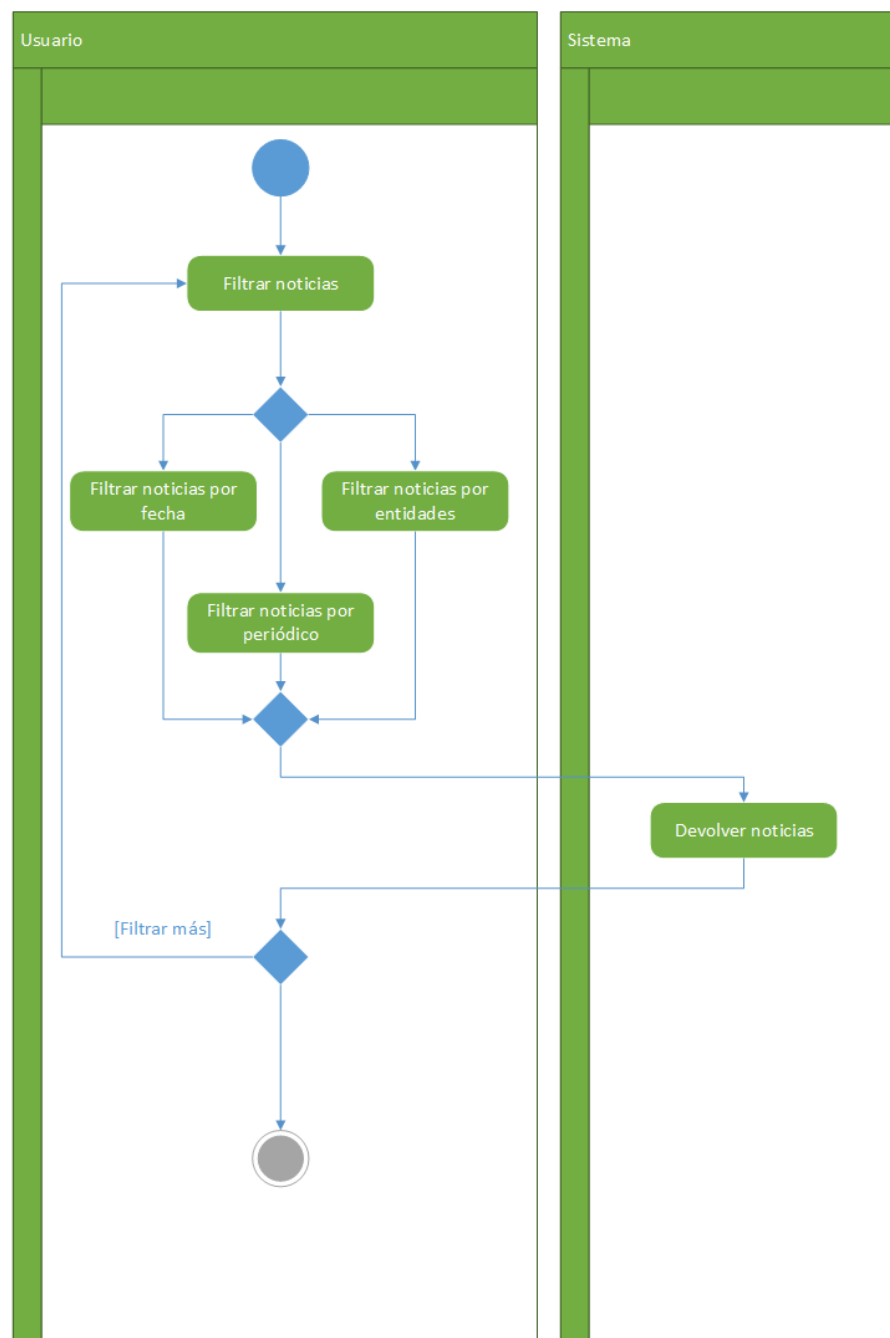 Usuario
Sistema
Filtrar noticias
Filtrar noticias por
fecha
Filtrar noticias por
entidades
Filtrar noticias por
periódico
Devolver noticias
[Filtrar más]